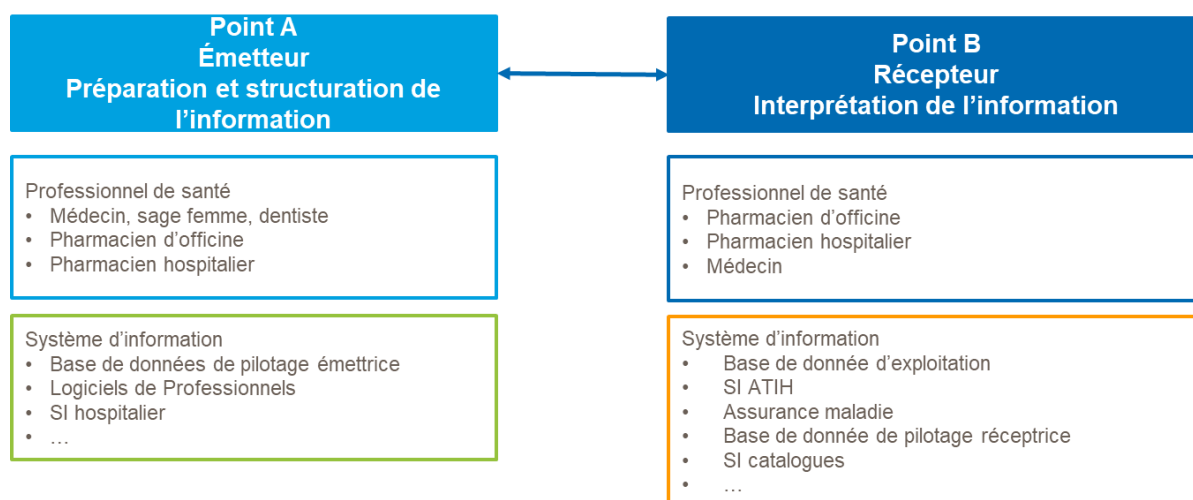 Point A
Émetteur
Préparation et structuration de
l’information
Point B
Récepteur
Interprétation de l’information
Professionnel de santé
• Médecin, sage femme, dentiste
• Pharmacien d’officine
• Pharmacien hospitalier
Professionnel de santé
• Pharmacien d’officine
• Pharmacien hospitalier
• Médecin
Système d’information
• Base de données de pilotage émettrice
• Logiciels de Professionnels
• SI hospitalier
• …
Système d’information
• Base de donnée d’exploitation
• SI ATIH
• Assurance maladie
• Base de donnée de pilotage réceptrice
• SI catalogues
• …